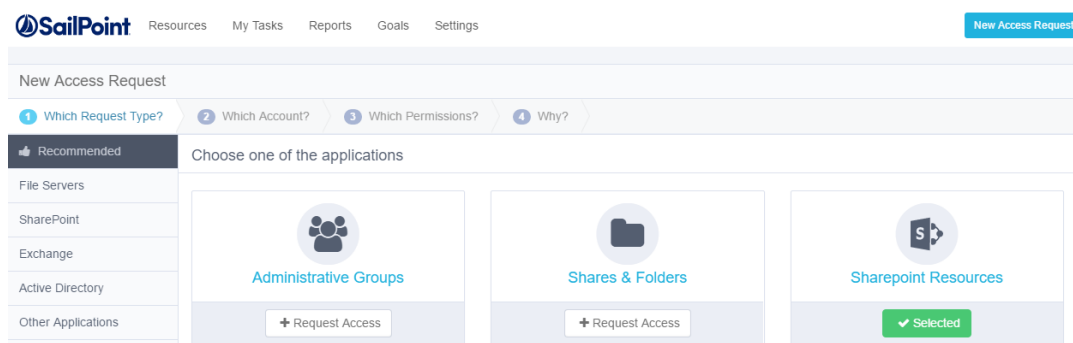 SailPoint Resources My Tasks Reports Goals Settings New Access Request
New Access Request
1 Which Request Type? 2 Which Account? 3 Which Permissions? 4 Why?
Recommended
File Servers
SharePoint
Exchange
Active Directory
Other Applications
Choose one of the applications
Administrative Groups
+ Request Access
Shares & Folders
+ Request Access
S
Sharepoint Resources
Selected